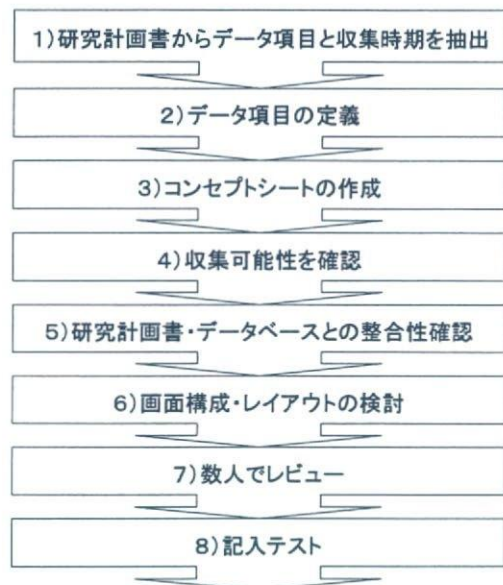 1)研究計画書からデータ項目と収集時期を抽出
2)データ項目の定義
3)コンセプトシートの作成
4)収集可能性を確認
5)研究計画書・データベースとの整合性確認
6)画面構成・レイアウトの検討
7)数人でレビュー
8)記入テスト